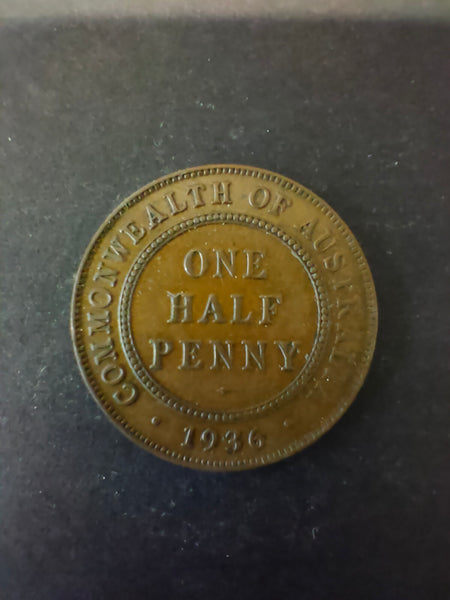 COMMONWEALTH OF AUSTRALIA
ONE
HALF
PENNY
1936